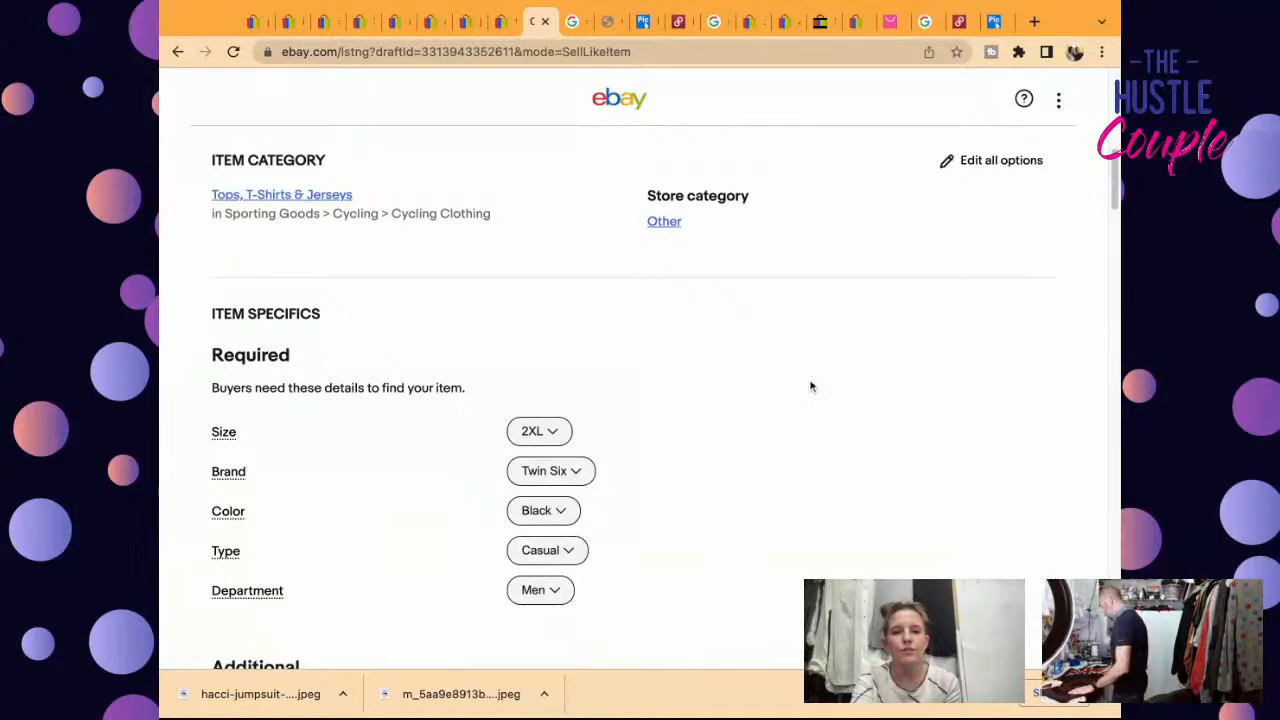 ebay.com/lstng?draftId=3313943352611&mode=SellLikeItem
-THE-
HUSTLE
Couple
ebay
ITEM CATEGORY
Edit all options
Tops, T-Shirts & Jerseys
in Sporting Goods > Cycling > Cycling Clothing
Store category
Other
ITEM SPECIFICS
Required
Buyers need these details to find your item.
Size
2XL
Brand
Twin Six
Color
Black
Type
Casual
Department
Men
Additional
hacci-jumpsuit-....jpeg
m_5aa9e8913b....jpeg